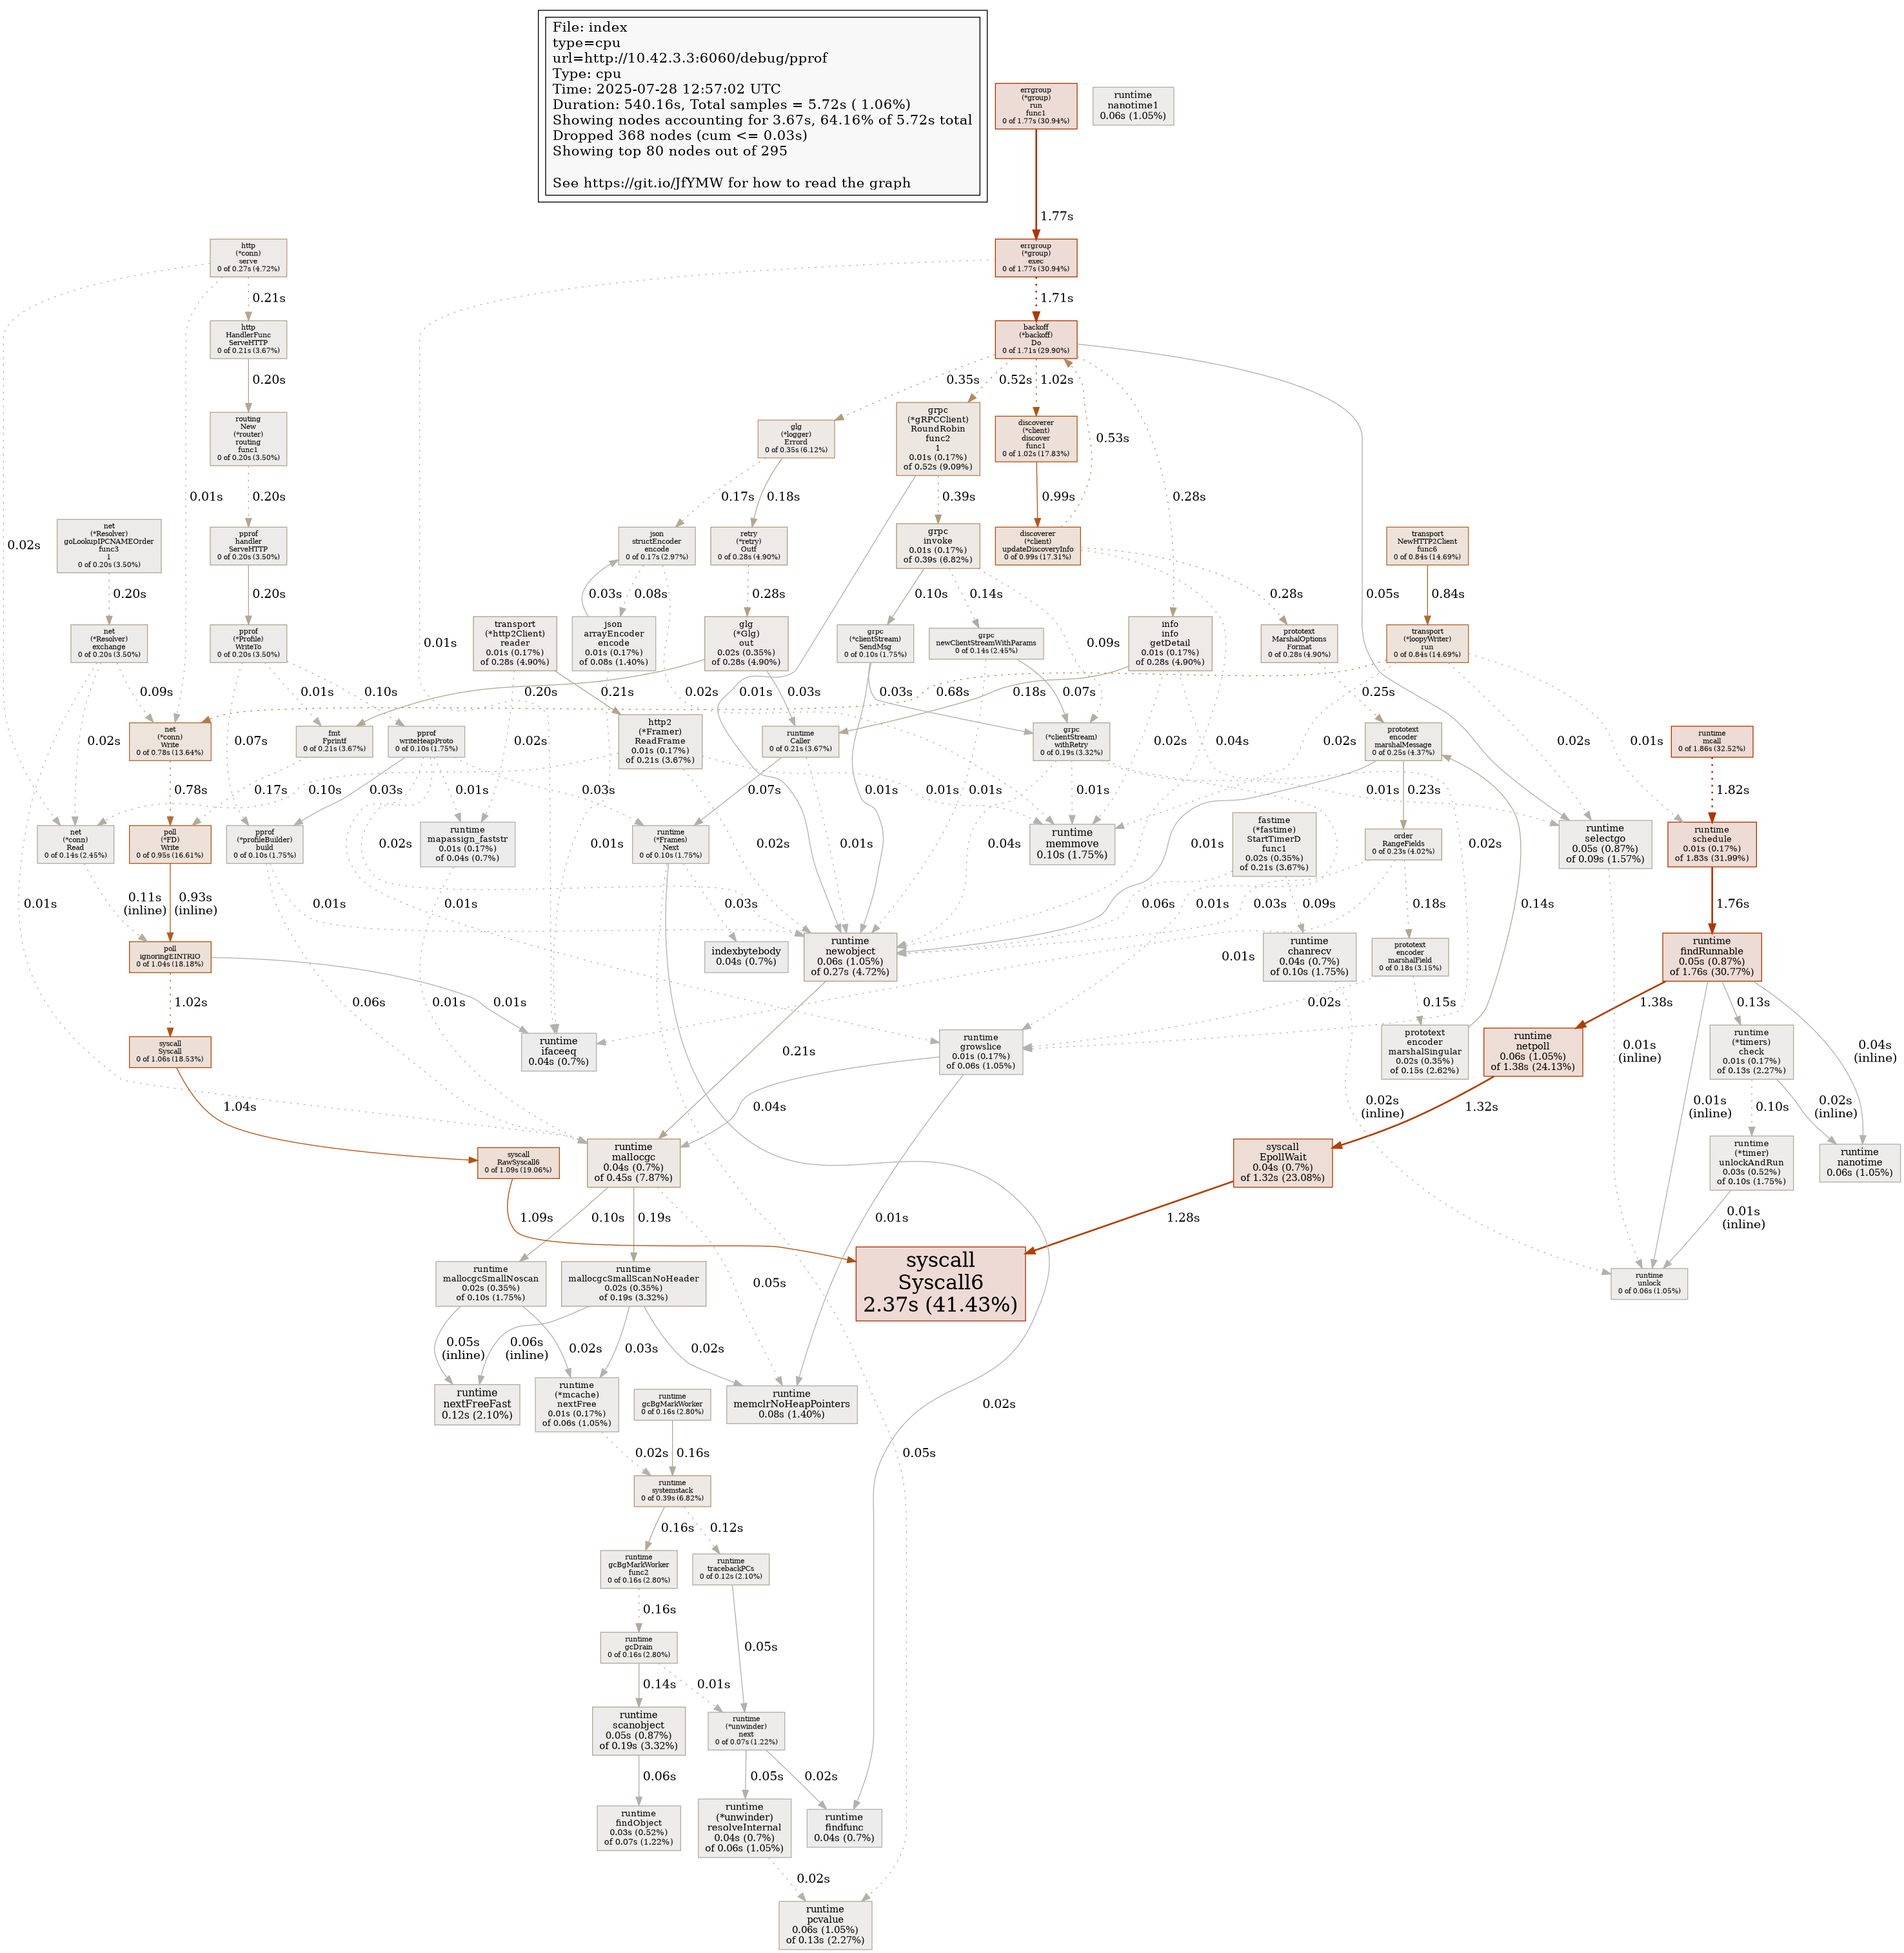 File: index
type=cpu
url=http://10.42.3.3:6060/debug/pprof
Type: cpu
Time: 2025-07-28 12:57:02 UTC
Duration: 540.16s, Total samples = 5.72s ( 1.06%)
Showing nodes accounting for 3.67s, 64.16% of 5.72s total
Dropped 368 nodes (cum <= 0.03s)
Showing top 80 nodes out of 295
See https://git.io/JfYMW for how to read the graph
errgroup
(*group)
run
func1
0 of 1.77s (30.94%)
runtime
nanotime1
0.06s (1.05%)
1.77s
http
(*conn)
serve
0 of 0.27s (4.72%)
errgroup
(*group)
exec
0 of 1.77s (30.94%)
0.21s
1.71s
http
HandlerFunc
ServeHTTP
0 of 0.21s (3.67%)
backoff
(*backoff)
Do
0 of 1.71s (29.90%)
0.20s
0.35s
0.52s
1.02s
routing
New
(*router)
routing
func1
0 of 0.20s (3.50%)
glg
(*logger)
Errord
0 of 0.35s (6.12%)
grpc
(*gRPCClient)
RoundRobin
func2
1
0.01s (0.17%)
of 0.52s (9.09%)
discoverer
(*client)
discover
func1
0 of 1.02s (17.83%)
0.53s
0.01s
0.20s
0.17s
0.18s
0.39s
0.99s
0.28s
net
(*Resolver)
goLookupIPCNAMEOrder
func3
1
0 of 0.20s (3.50%)
0.02s
pprof
handler
ServeHTTP
0 of 0.20s (3.50%)
json
structEncoder
encode
0 of 0.17s (2.97%)
retry
(*retry)
Outf
0 of 0.28s (4.90%)
grpc
invoke
0.01s (0.17%)
of 0.39s (6.82%)
discoverer
(*client)
updateDiscoveryInfo
0 of 0.99s (17.31%)
transport
NewHTTP2Client
func6
0 of 0.84s (14.69%)
0.20s
0.20s
0.03s
0.08s
0.28s
0.10s
0.14s
0.28s
0.05s
0.84s
net
(*Resolver)
exchange
0 of 0.20s (3.50%)
pprof
(*Profile)
WriteTo
0 of 0.20s (3.50%)
0.01s
transport
(*http2Client)
reader
0.01s (0.17%)
of 0.28s (4.90%)
json
arrayEncoder
encode
0.01s (0.17%)
of 0.08s (1.40%)
glg
(*Glg)
out
0.02s (0.35%)
of 0.28s (4.90%)
grpc
(*clientStream)
SendMsg
0 of 0.10s (1.75%)
grpc
newClientStreamWithParams
0 of 0.14s (2.45%)
0.09s
info
info
getDetail
0.01s (0.17%)
of 0.28s (4.90%)
prototext
MarshalOptions
Format
0 of 0.28s (4.90%)
transport
(*loopyWriter)
run
0 of 0.84s (14.69%)
0.09s
0.01s
0.10s
0.20s
0.21s
0.02s
0.03s
0.01s
0.03s
0.68s
0.07s
0.18s
0.25s
0.02s
net
(*conn)
Write
0 of 0.78s (13.64%)
0.02s
0.07s
fmt
Fprintf
0 of 0.21s (3.67%)
pprof
writeHeapProto
0 of 0.10s (1.75%)
0.02s
http2
(*Framer)
ReadFrame
0.01s (0.17%)
of 0.21s (3.67%)
runtime
Caller
0 of 0.21s (3.67%)
grpc
(*clientStream)
withRetry
0 of 0.19s (3.32%)
0.02s
0.04s
0.02s
prototext
encoder
marshalMessage
0 of 0.25s (4.37%)
0.01s
runtime
mcall
0 of 1.86s (32.52%)
0.78s
0.17s
0.10s
0.03s
0.01s
0.03s
0.07s
0.01s
0.01s
0.01s
0.01s
0.23s
1.82s
net
(*conn)
Read
0 of 0.14s (2.45%)
poll
(*FD)
Write
0 of 0.95s (16.61%)
pprof
(*profileBuilder)
build
0 of 0.10s (1.75%)
0.02s
runtime
mapassign_faststr
0.01s (0.17%)
of 0.04s (0.7%)
0.01s
runtime
(*Frames)
Next
0 of 0.10s (1.75%)
0.02s
0.01s
0.01s
0.04s
runtime
memmove
0.10s (1.75%)
0.01s
fastime
(*fastime)
StartTimerD
func1
0.02s (0.35%)
of 0.21s (3.67%)
order
RangeFields
0 of 0.23s (4.02%)
0.02s
runtime
selectgo
0.05s (0.87%)
of 0.09s (1.57%)
runtime
schedule
0.01s (0.17%)
of 1.83s (31.99%)
0.01s
0.11s
(inline)
0.93s
(inline)
0.01s
0.01s
0.03s
0.06s
0.01s
0.03s
0.09s
0.18s
1.76s
poll
ignoringEINTRIO
0 of 1.04s (18.18%)
indexbytebody
0.04s (0.7%)
runtime
newobject
0.06s (1.05%)
of 0.27s (4.72%)
0.01s
runtime
chanrecv
0.04s (0.7%)
of 0.10s (1.75%)
prototext
encoder
marshalField
0 of 0.18s (3.15%)
0.14s
runtime
findRunnable
0.05s (0.87%)
of 1.76s (30.77%)
1.02s
0.06s
0.01s
0.01s
0.02s
0.15s
1.38s
0.13s
syscall
Syscall
0 of 1.06s (18.53%)
runtime
ifaceeq
0.04s (0.7%)
0.21s
runtime
growslice
0.01s (0.17%)
of 0.06s (1.05%)
prototext
encoder
marshalSingular
0.02s (0.35%)
of 0.15s (2.62%)
runtime
netpoll
0.06s (1.05%)
of 1.38s (24.13%)
0.01s
(inline)
runtime
(*timers)
check
0.01s (0.17%)
of 0.13s (2.27%)
0.04s
(inline)
1.04s
0.04s
0.02s
(inline)
1.32s
0.01s
(inline)
0.10s
0.02s
(inline)
syscall
RawSyscall6
0 of 1.09s (19.06%)
runtime
mallocgc
0.04s (0.7%)
of 0.45s (7.87%)
syscall
EpollWait
0.04s (0.7%)
of 1.32s (23.08%)
runtime
(*timer)
unlockAndRun
0.03s (0.52%)
of 0.10s (1.75%)
runtime
nanotime
0.06s (1.05%)
1.09s
0.10s
0.19s
0.01s
1.28s
0.01s
(inline)
runtime
mallocgcSmallNoscan
0.02s (0.35%)
of 0.10s (1.75%)
runtime
mallocgcSmallScanNoHeader
0.02s (0.35%)
of 0.19s (3.32%)
0.05s
syscall
Syscall6
2.37s (41.43%)
runtime
unlock
0 of 0.06s (1.05%)
0.05s
(inline)
0.06s
(inline)
0.02s
0.03s
0.02s
runtime
nextFreeFast
0.12s (2.10%)
runtime
(*mcache)
nextFree
0.01s (0.17%)
of 0.06s (1.05%)
runtime
gcBgMarkWorker
0 of 0.16s (2.80%)
runtime
memclrNoHeapPointers
0.08s (1.40%)
0.02s
0.02s
0.16s
0.05s
runtime
systemstack
0 of 0.39s (6.82%)
0.16s
0.12s
runtime
gcBgMarkWorker
func2
0 of 0.16s (2.80%)
runtime
tracebackPCs
0 of 0.12s (2.10%)
0.16s
0.05s
runtime
gcDrain
0 of 0.16s (2.80%)
0.14s
0.01s
runtime
scanobject
0.05s (0.87%)
of 0.19s (3.32%)
runtime
(*unwinder)
next
0 of 0.07s (1.22%)
0.06s
0.05s
0.02s
runtime
findObject
0.03s (0.52%)
of 0.07s (1.22%)
runtime
(*unwinder)
resolveInternal
0.04s (0.7%)
of 0.06s (1.05%)
runtime
findfunc
0.04s (0.7%)
0.02s
runtime
pcvalue
0.06s (1.05%)
of 0.13s (2.27%)